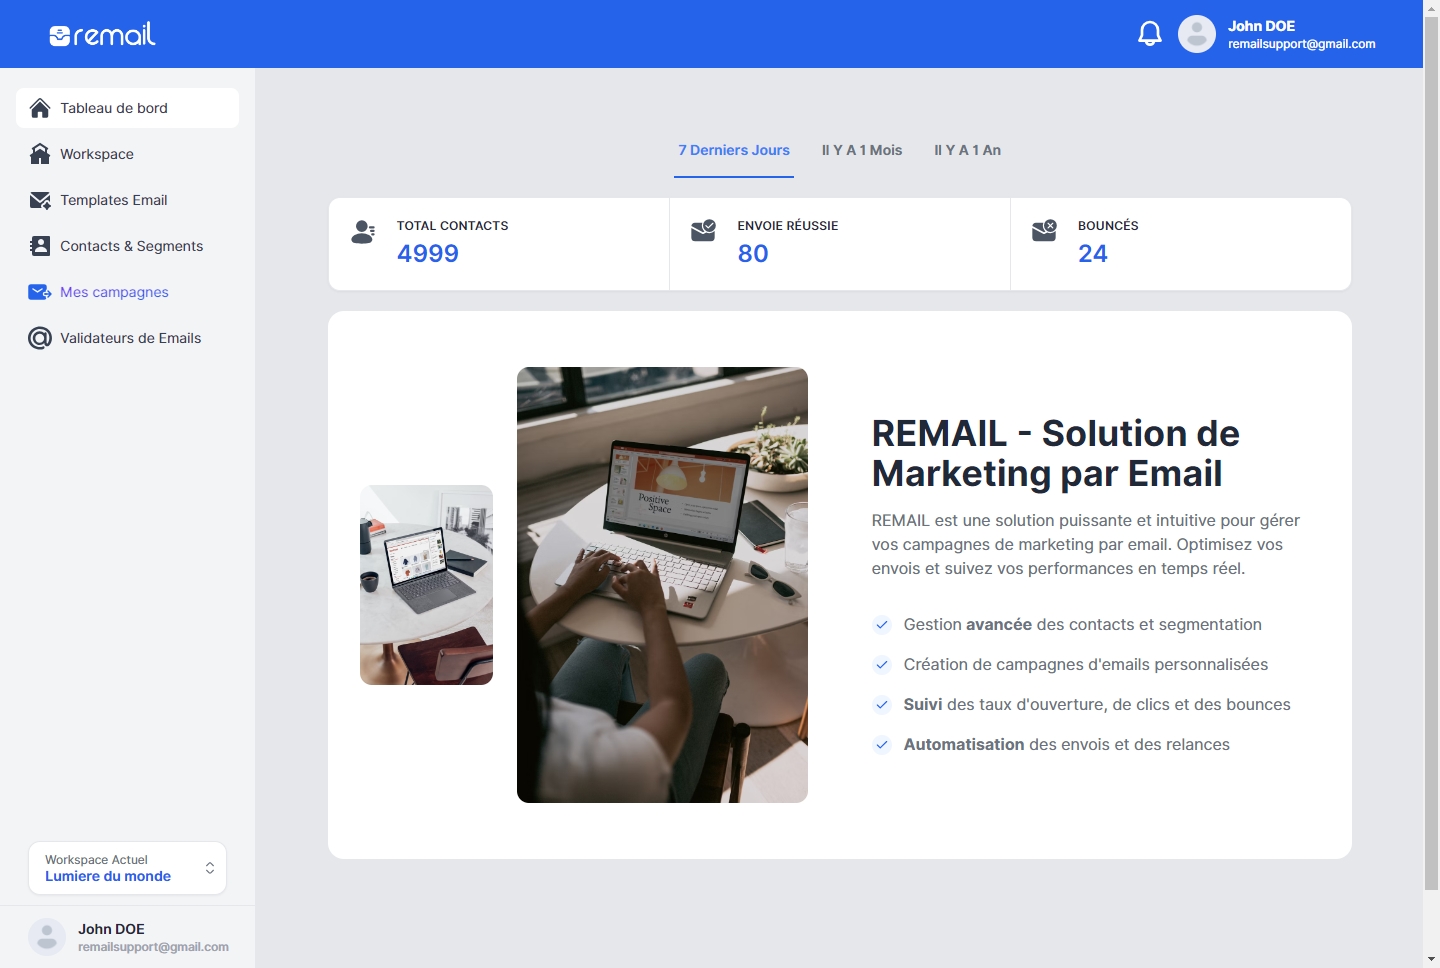 remail
John DOE
remailsupport@gmail.com
Tableau de bord
Workspace
Templates Email
Contacts & Segments
Mes campagnes
Validateurs de Emails
Workspace Actuel
Lumiere du monde
John DOE
remailsupport@gmail.com
7 Derniers Jours
Il Y A 1 Mois
Il Y A 1 An
TOTAL CONTACTS
4999
ENVOIE RÉUSSIE
80
BOUNCÉS
24
Positive
Space
REMAIL - Solution de
Marketing par Email
REMAIL est une solution puissante et intuitive pour gérer
vos campagnes de marketing par email. Optimisez vos
envois et suivez vos performances en temps réel.
Gestion avancée des contacts et segmentation
Création de campagnes d'emails personnalisées
Suivi des taux d'ouverture, de clics et des bounces
Automatisation des envois et des relances